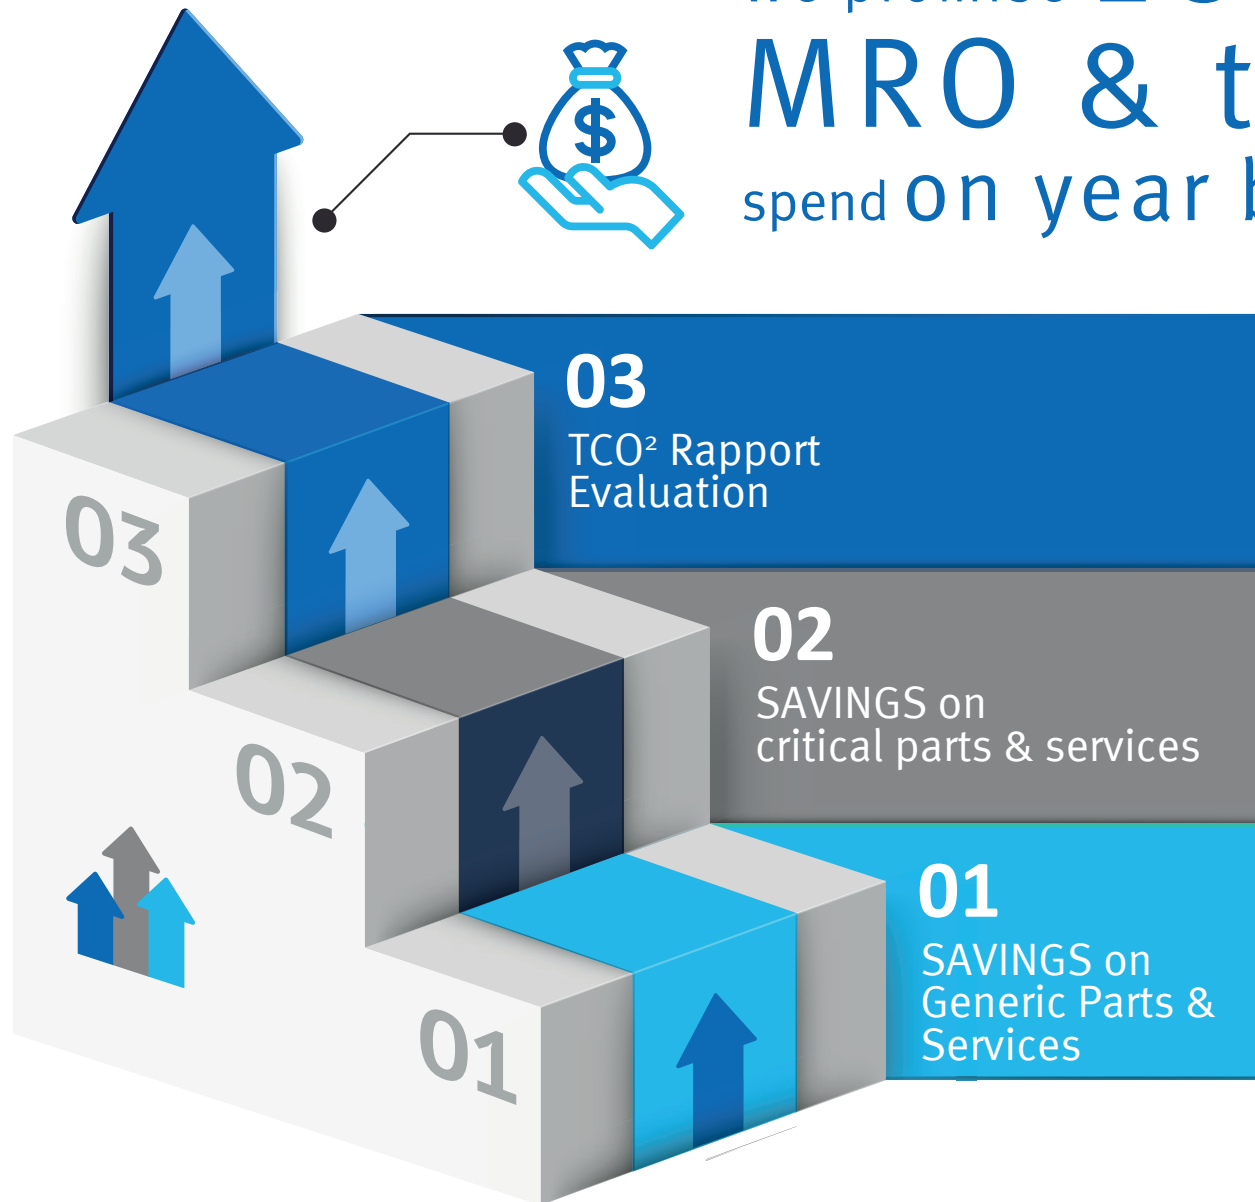 MRO & t
spend on year b
03
TCO² Rapport
Evaluation
03
02
SAVINGS on
critical parts & services
02
01
SAVINGS on
Generic Parts &
Services
01
$